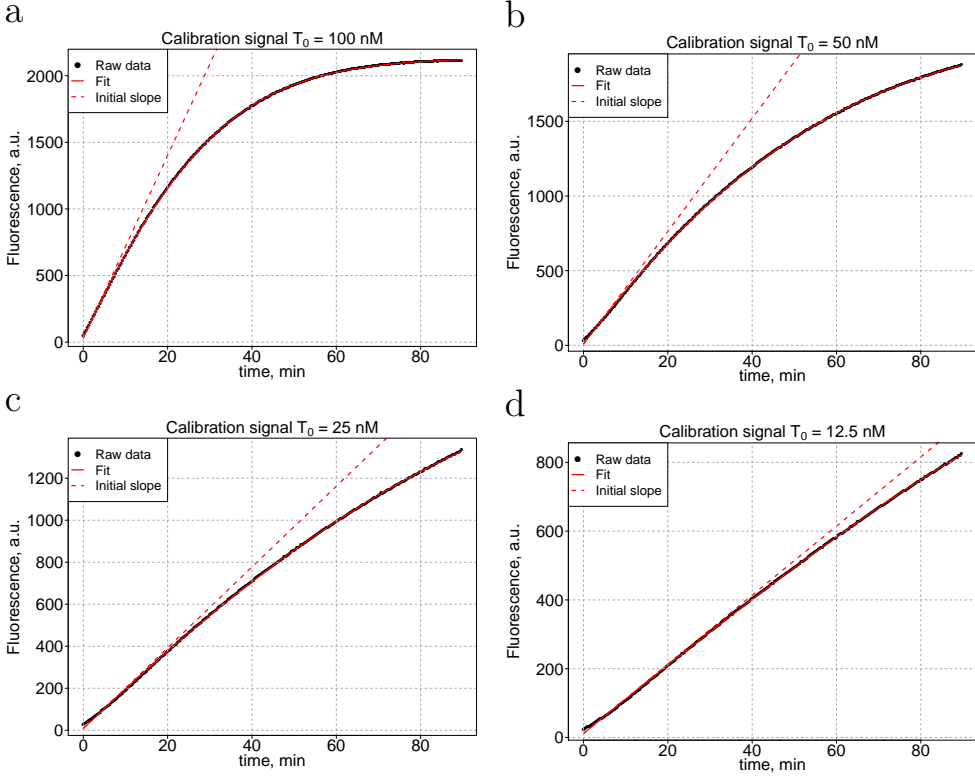 a
Calibration signal T₀ = 100 nM
Raw data
Fit
Initial slope
Fluorescence, a.u.
2000
1500
1000
500
0
0 20 40 60 80
time, min
b
Calibration signal T₀ = 50 nM
Raw data
Fit
Initial slope
Fluorescence, a.u.
1500
1000
500
0
0 20 40 60 80
time, min
c
Calibration signal T₀ = 25 nM
Raw data
Fit
Initial slope
Fluorescence, a.u.
1200
1000
800
600
400
200
0
0 20 40 60 80
time, min
d
Calibration signal T₀ = 12.5 nM
Raw data
Fit
Initial slope
Fluorescence, a.u.
800
600
400
200
0
0 20 40 60 80
time, min